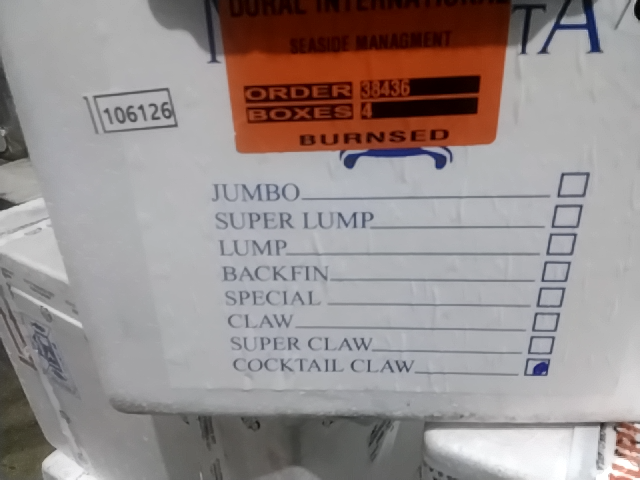 DORAL INTERNATIONAL
SEASIDE MANAGMENT
TA
ORDER 38436
BOXES 4
BURNSED
106126
JUMBO
SUPER LUMP
LUMP
BACKFIN
SPECIAL
CLAW
SUPER CLAW
COCKTAIL CLAW